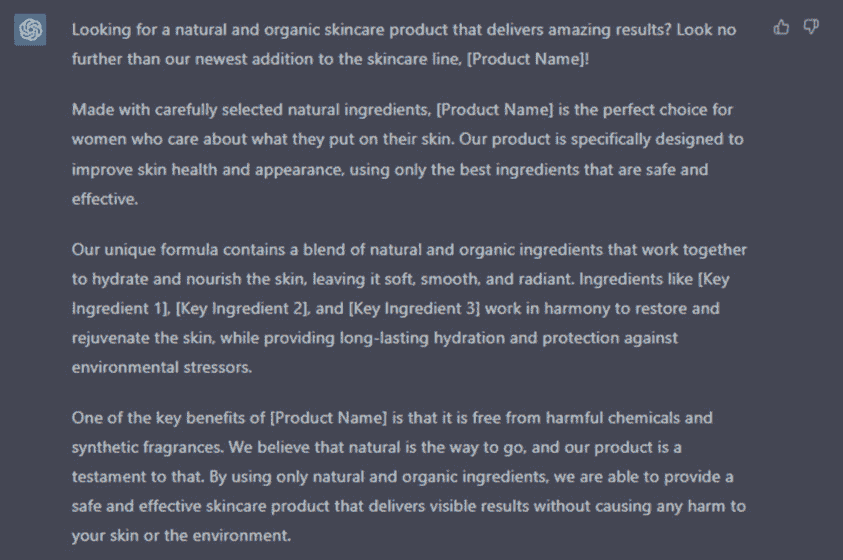 Looking for a natural and organic skincare product that delivers amazing results? Look no
further than our newest addition to the skincare line, [Product Name]!
Made with carefully selected natural ingredients, [Product Name] is the perfect choice for
women who care about what they put on their skin. Our product is specifically designed to
improve skin health and appearance, using only the best ingredients that are safe and
effective.
Our unique formula contains a blend of natural and organic ingredients that work together
to hydrate and nourish the skin, leaving it soft, smooth, and radiant. Ingredients like [Key
Ingredient 1], [Key Ingredient 2], and [Key Ingredient 3] work in harmony to restore and
rejuvenate the skin, while providing long-lasting hydration and protection against
environmental stressors.
One of the key benefits of [Product Name] is that it is free from harmful chemicals and
synthetic fragrances. We believe that natural is the way to go, and our product is a
testament to that. By using only natural and organic ingredients, we are able to provide a
safe and effective skincare product that delivers visible results without causing any harm to
your skin or the environment.